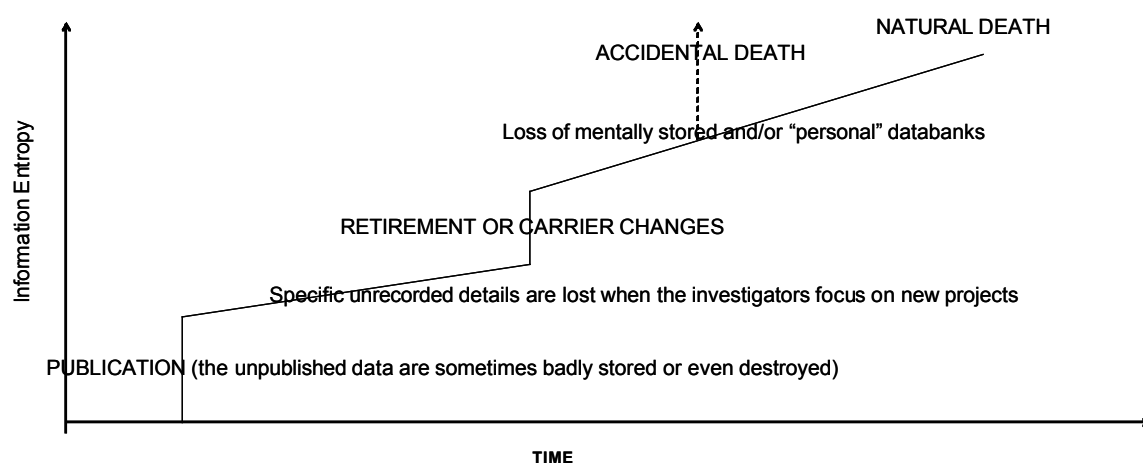 NATURAL DEATH
ACCIDENTAL DEATH
Loss of mentally stored and/or “personal” databanks
RETIREMENT OR CARRIER CHANGES
Specific unrecorded details are lost when the investigators focus on new projects
PUBLICATION (the unpublished data are sometimes badly stored or even destroyed)
Information Entropy
TIME